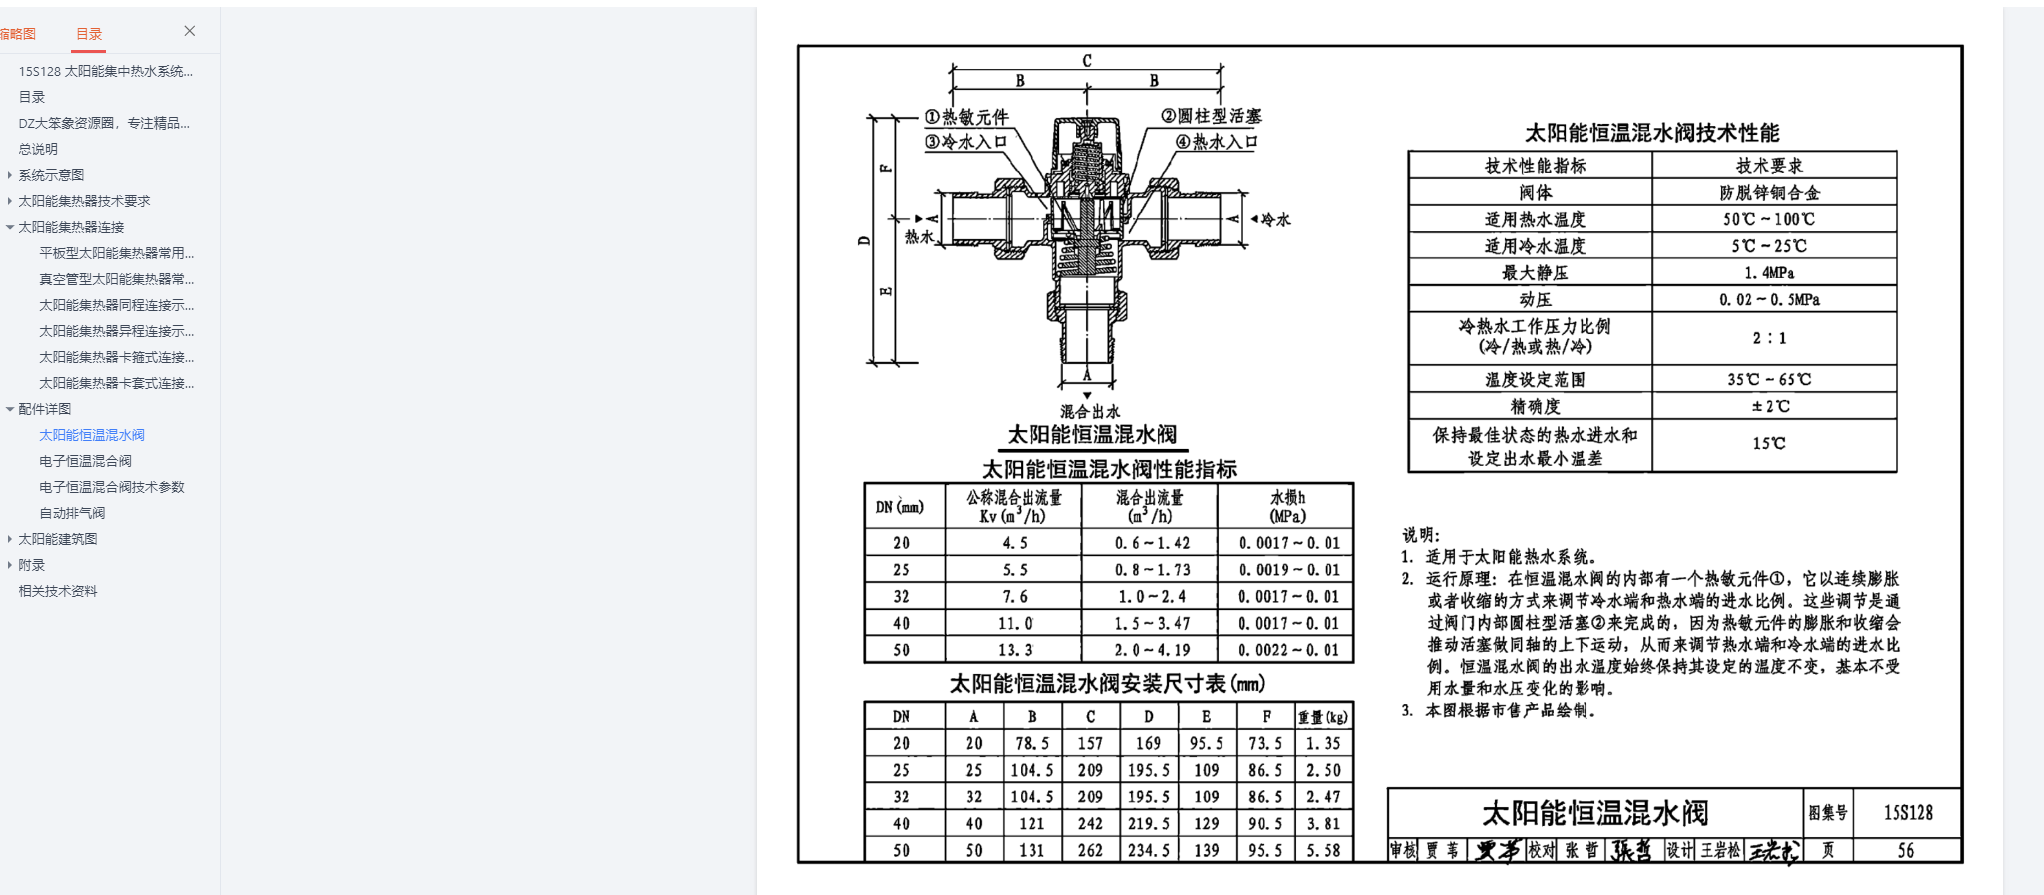 缩略图
目录
15S128 太阳能集中热水系统...
目录
DZ大笨象资源圈，专注精品...
总说明
系统示意图
太阳能集热器技术要求
太阳能集热器连接
平板型太阳能集热器常用...
真空管型太阳能集热器常...
太阳能集热器同程连接示...
太阳能集热器异程连接示...
太阳能集热器卡箍式连接...
太阳能集热器卡套式连接...
配件详图
太阳能恒温混水阀
电子恒温混合阀
电子恒温混合阀技术参数
自动排气阀
太阳能建筑图
附录
相关技术资料
C
B B
①热敏元件 ②圆柱型活塞
③冷水入口 ④热水入口
F
A A
热水 冷水
D
E
A
混合出水
太阳能恒温混水阀
太阳能恒温混水阀性能指标
DN(mm) 公称混合出流量 Kv(m³/h) 混合出流量 (m³/h) 水损h (MPa)
20 4.5 0.6~1.42 0.0017~0.01
25 5.5 0.8~1.73 0.0019~0.01
32 7.6 1.0~2.4 0.0017~0.01
40 11.0 1.5~3.47 0.0017~0.01
50 13.3 2.0~4.19 0.0022~0.01
太阳能恒温混水阀安装尺寸表(mm)
DN A B C D E F 重量(kg)
20 20 78.5 157 169 95.5 73.5 1.35
25 25 104.5 209 195.5 109 86.5 2.50
32 32 104.5 209 195.5 109 86.5 2.47
40 40 121 242 219.5 129 90.5 3.81
50 50 131 262 234.5 139 95.5 5.58
太阳能恒温混水阀技术性能
技术性能指标 技术要求
阀体 防脱锌铜合金
适用热水温度 50℃~100℃
适用冷水温度 5℃~25℃
最大静压 1.4MPa
动压 0.02~0.5MPa
冷热水工作压力比例
(冷/热或热/冷) 2:1
温度设定范围 35℃~65℃
精确度 ±2℃
保持最佳状态的热水进水和
设定出水最小温差 15℃
说明:
1. 适用于太阳能热水系统。
2. 运行原理: 在恒温混水阀的内部有一个热敏元件①，它以连续膨胀
或者收缩的方式来调节冷水端和热水端的进水比例。这些调节是通
过阀门内部圆柱型活塞②来完成的，因为热敏元件的膨胀和收缩会
推动活塞做同轴的上下运动，从而来调节热水端和冷水端的进水比
例。恒温混水阀的出水温度始终保持其设定的温度不变，基本不受
用水量和水压变化的影响。
3. 本图根据市售产品绘制。
太阳能恒温混水阀 图集号 15S128
审核 贾苇 贾苇 校对 张哲 张哲 设计 王岩松 王岩松 页 56